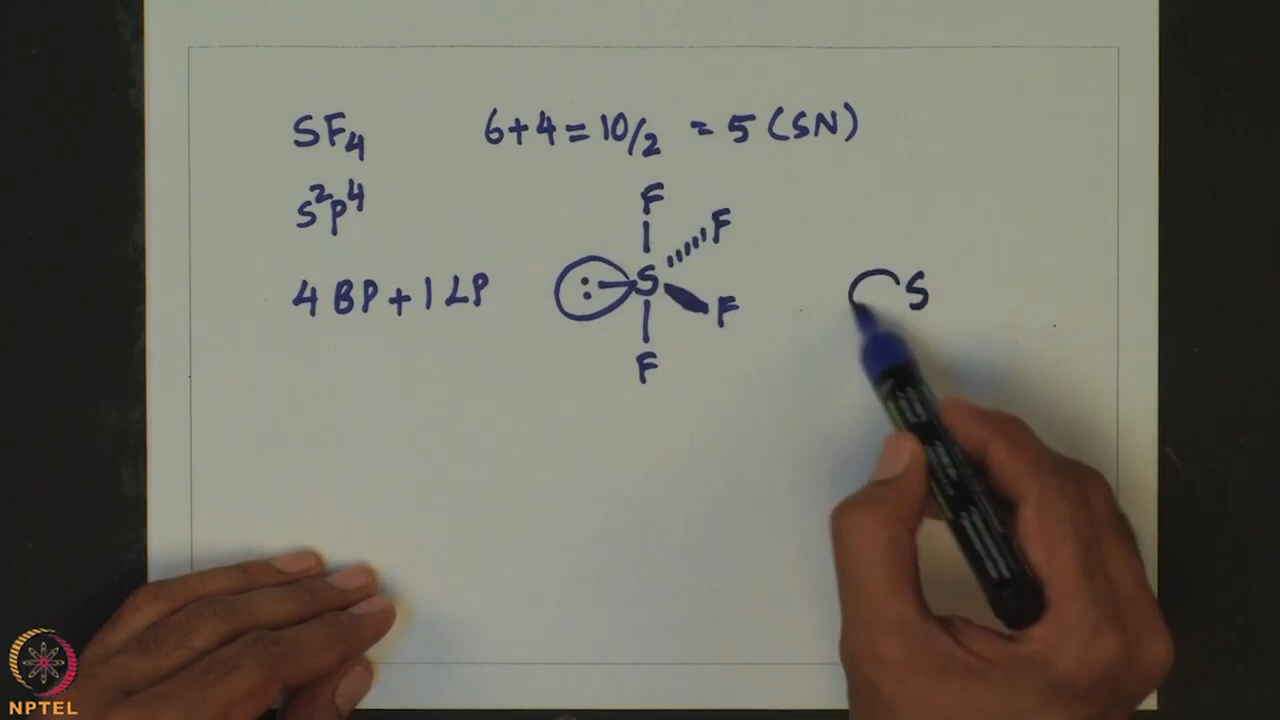 SF₄ 6+4=10/2 = 5 (SN)
s²p⁴
4 BP + 1 LP
F
F
: S
F
F
S
NPTEL